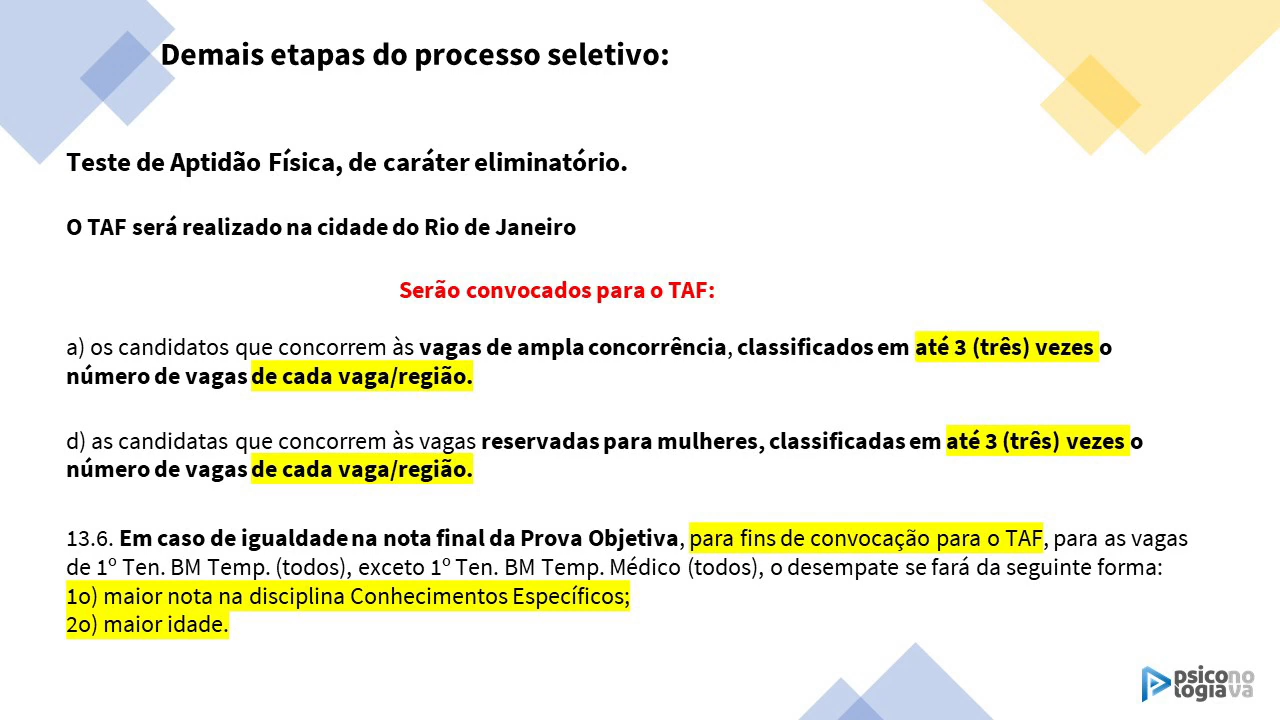 Demais etapas do processo seletivo:
Teste de Aptidão Física, de caráter eliminatório.
O TAF será realizado na cidade do Rio de Janeiro
Serão convocados para o TAF:
a) os candidatos que concorrem às vagas de ampla concorrência, classificados em até 3 (três) vezes o
número de vagas de cada vaga/região.
d) as candidatas que concorrem às vagas reservadas para mulheres, classificadas em até 3 (três) vezes o
número de vagas de cada vaga/região.
13.6. Em caso de igualdade na nota final da Prova Objetiva, para fins de convocação para o TAF, para as vagas
de 1º Ten. BM Temp. (todos), exceto 1º Ten. BM Temp. Médico (todos), o desempate se fará da seguinte forma:
1o) maior nota na disciplina Conhecimentos Específicos;
2o) maior idade.
psicono
logiava